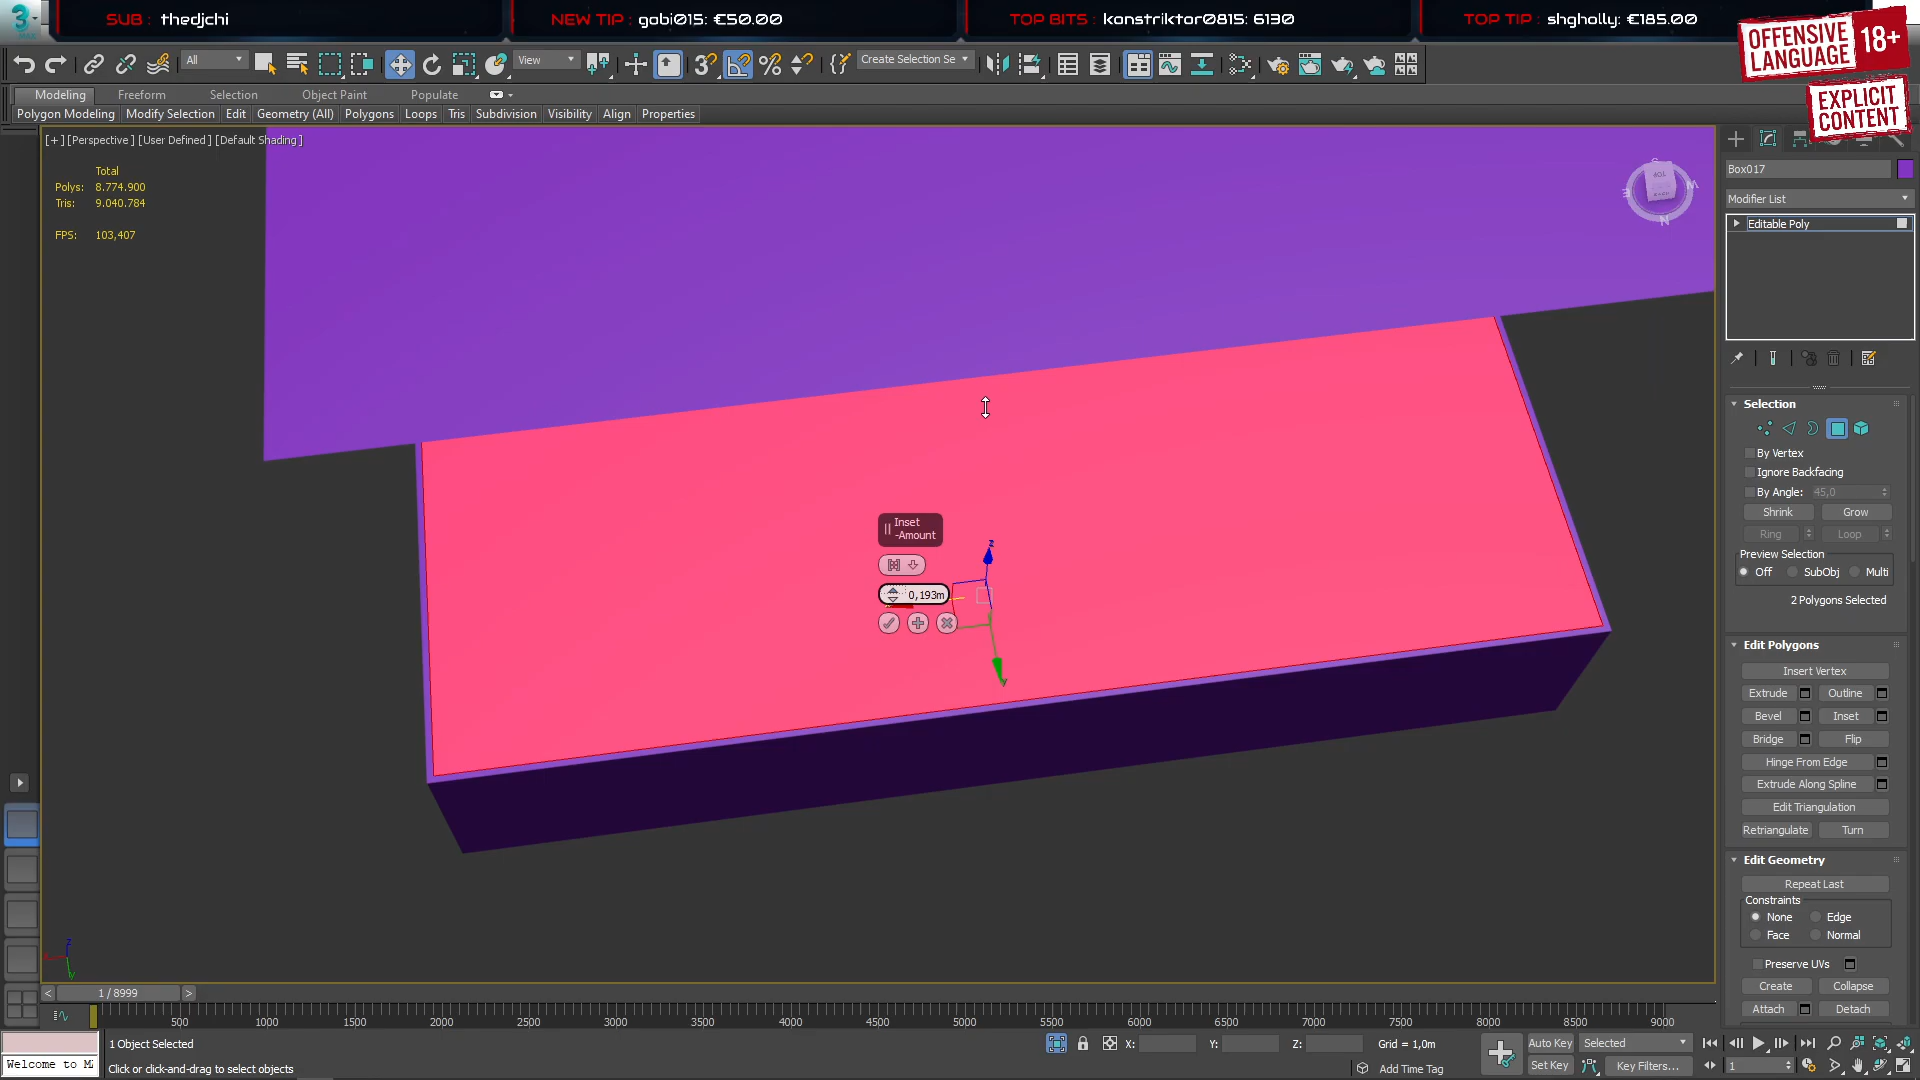 SUB : thedjchi
NEW TIP : gabi015: €50.00
TOP BITS : konstriktor0815: 6130
TOP TIP : shgholly: €185.00
OFFENSIVE LANGUAGE 18+
EXPLICIT CONTENT
3
MAX
All
View
Create Selection Se
Modeling
Freeform
Selection
Object Paint
Populate
Polygon Modeling
Modify Selection
Edit
Geometry (All)
Polygons
Loops
Tris
Subdivision
Visibility
Align
Properties
[+] [Perspective] [User Defined] [Default Shading]
Total
Polys: 8.774.900
Tris: 9.040.784
FPS: 103,407
Box017
Modifier List
Editable Poly
Selection
By Vertex
Ignore Backfacing
By Angle: 45,0
Shrink
Grow
Ring
Loop
Preview Selection
Off
SubObj
Multi
2 Polygons Selected
Edit Polygons
Insert Vertex
Extrude
Outline
Bevel
Inset
Bridge
Flip
Hinge From Edge
Extrude Along Spline
Edit Triangulation
Retriangulate
Turn
Edit Geometry
Repeat Last
Constraints
None
Edge
Face
Normal
Preserve UVs
Create
Collapse
Attach
Detach
Inset
-Amount
0,193m
z
y
z
y
1 / 8999
500 1000 1500 2000 2500 3000 3500 4000 4500 5000 5500 6000 6500 7000 7500 8000 8500 9000
1 Object Selected
X:
Y:
Z:
Grid = 1,0m
Auto Key
Selected
Welcome to M
Click or click-and-drag to select objects
Add Time Tag
Set Key
Key Filters...
1